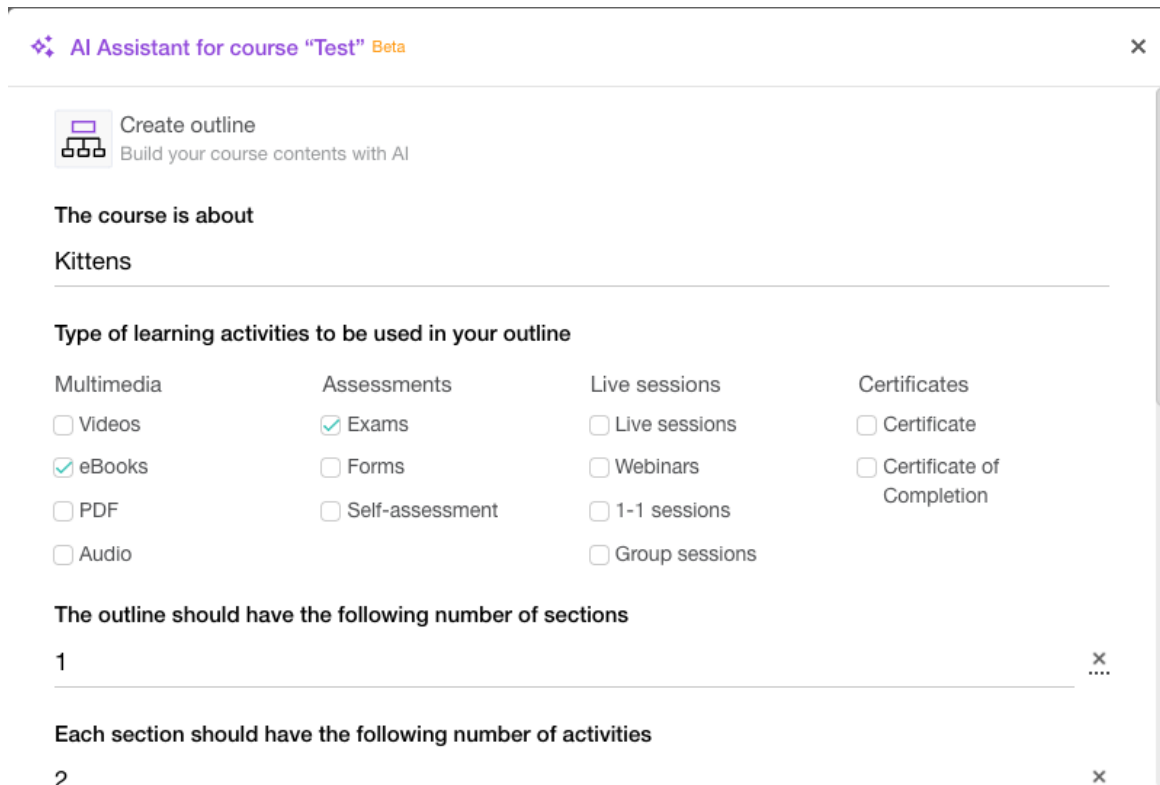 AI Assistant for course “Test” Beta
Create outline
Build your course contents with AI
The course is about
Kittens
Type of learning activities to be used in your outline
Multimedia Assessments Live sessions Certificates
Videos Exams Live sessions Certificate
eBooks Forms Webinars Certificate of
Completion
PDF Self-assessment 1-1 sessions
Audio Group sessions
The outline should have the following number of sections
1
Each section should have the following number of activities
2